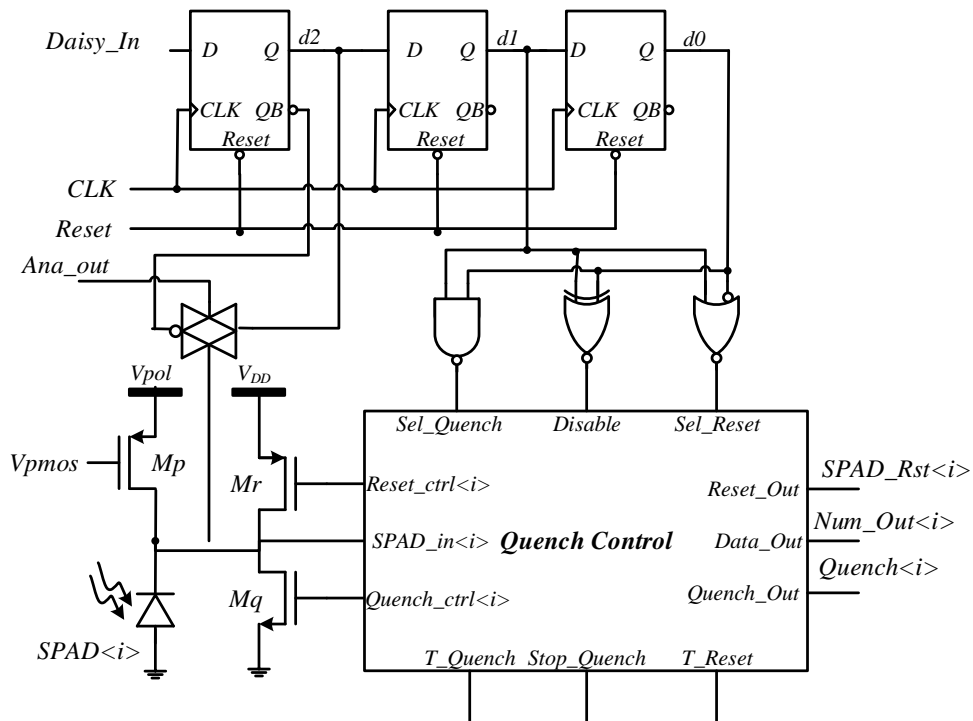 Daisy_In
D Q d2
D Q d1
D Q d0
CLK QB
CLK QB
CLK QB
Reset
Reset
Reset
CLK
Reset
Ana_out
Vpol
VDD
Sel_Quench Disable Sel_Reset
Vpmos
Mp
Mr
Reset_ctrl<i>
Reset_Out
SPAD_Rst<i>
SPAD_in<i>
Quench Control
Data_Out
Num_Out<i>
Mq
Quench_ctrl<i>
Quench_Out
Quench<i>
SPAD<i>
T_Quench Stop_Quench T_Reset